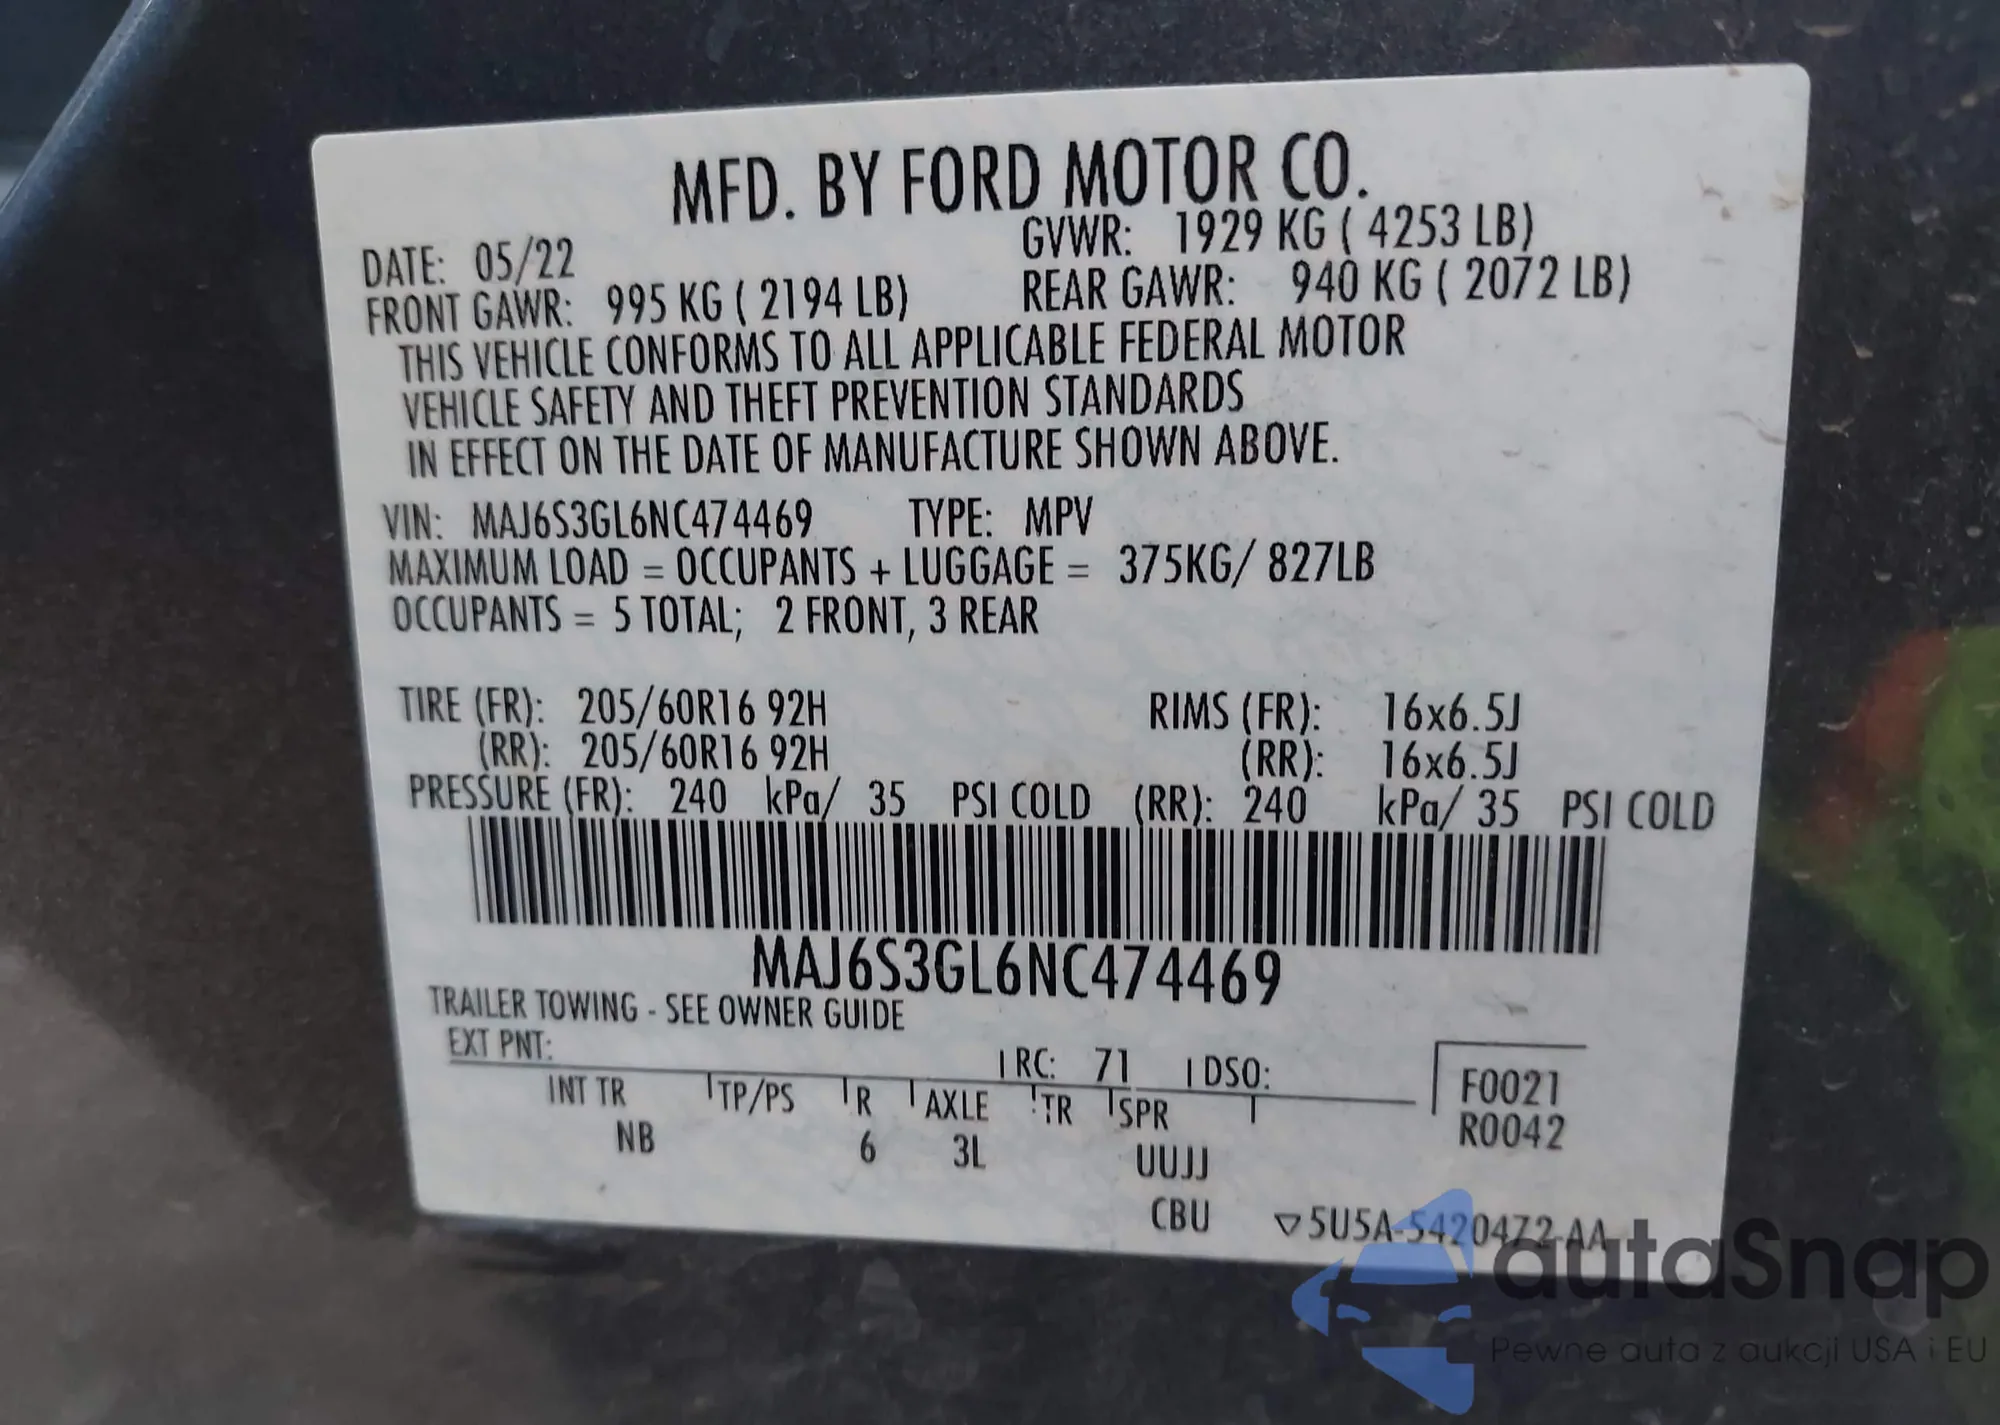 MFD. BY FORD MOTOR CO.
DATE: 05/22 GVWR: 1929 KG ( 4253 LB)
FRONT GAWR: 995 KG ( 2194 LB) REAR GAWR: 940 KG ( 2072 LB)
THIS VEHICLE CONFORMS TO ALL APPLICABLE FEDERAL MOTOR
VEHICLE SAFETY AND THEFT PREVENTION STANDARDS
IN EFFECT ON THE DATE OF MANUFACTURE SHOWN ABOVE.
VIN: MAJ6S3GL6NC474469 TYPE: MPV
MAXIMUM LOAD = OCCUPANTS + LUGGAGE = 375KG/ 827LB
OCCUPANTS = 5 TOTAL; 2 FRONT, 3 REAR
TIRE (FR): 205/60R16 92H RIMS (FR): 16x6.5J
(RR): 205/60R16 92H (RR): 16x6.5J
PRESSURE (FR): 240 kPa/ 35 PSI COLD (RR): 240 kPa/ 35 PSI COLD
MAJ6S3GL6NC474469
TRAILER TOWING - SEE OWNER GUIDE
EXT PNT: RC: 71 DSO:
INT TR TP/PS R AXLE TR SPR F0021
NB 6 3L UUJJ R0042
CBU ▽5U5A-5420472-AA
autaSnap
Pewne auta z aukcji USA i EU